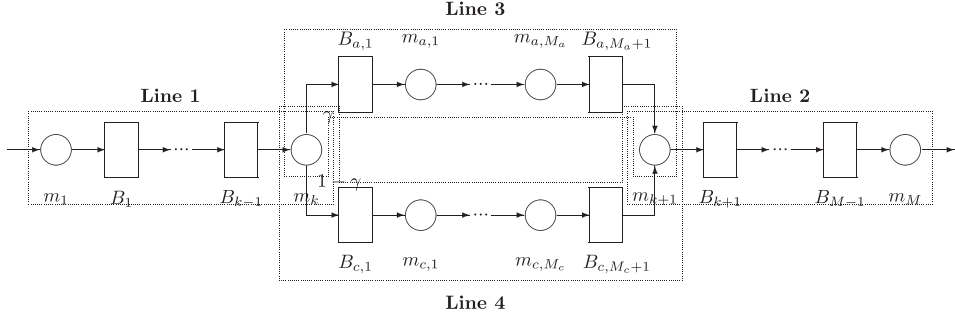 Line 3
B_{a,1} m_{a,1} ... m_{a,M_a} B_{a,M_a+1}
Line 1 Line 2
γ
... ...
1 − γ
m_1 B_1 B_{k−1} m_k m_{k+1} B_{k+1} B_{M−1} m_M
...
B_{c,1} m_{c,1} m_{c,M_c} B_{c,M_c+1}
Line 4